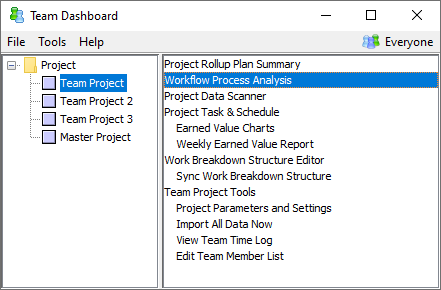 Team Dashboard
File Tools Help Everyone
Project
Team Project
Team Project 2
Team Project 3
Master Project
Project Rollup Plan Summary
Workflow Process Analysis
Project Data Scanner
Project Task & Schedule
Earned Value Charts
Weekly Earned Value Report
Work Breakdown Structure Editor
Sync Work Breakdown Structure
Team Project Tools
Project Parameters and Settings
Import All Data Now
View Team Time Log
Edit Team Member List